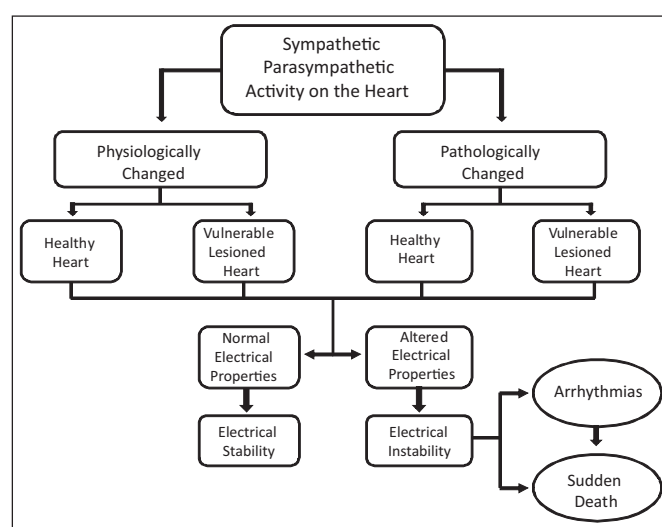 Sympathetic
Parasympathetic
Activity on the Heart
Physiologically
Changed
Pathologically
Changed
Healthy
Heart
Vulnerable
Lesioned
Heart
Healthy
Heart
Vulnerable
Lesioned
Heart
Normal
Electrical
Properties
Altered
Electrical
Properties
Electrical
Stability
Electrical
Instability
Arrhythmias
Sudden
Death